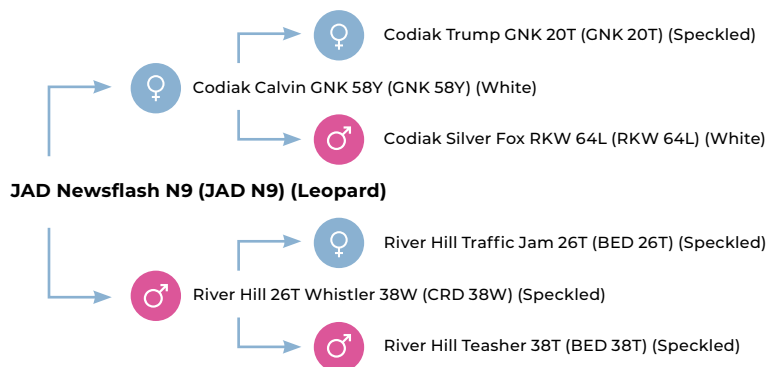 Codiak Trump GNK 20T (GNK 20T) (Speckled)
Codiak Calvin GNK 58Y (GNK 58Y) (White)
Codiak Silver Fox RKW 64L (RKW 64L) (White)
JAD Newsflash N9 (JAD N9) (Leopard)
River Hill Traffic Jam 26T (BED 26T) (Speckled)
River Hill 26T Whistler 38W (CRD 38W) (Speckled)
River Hill Teasher 38T (BED 38T) (Speckled)